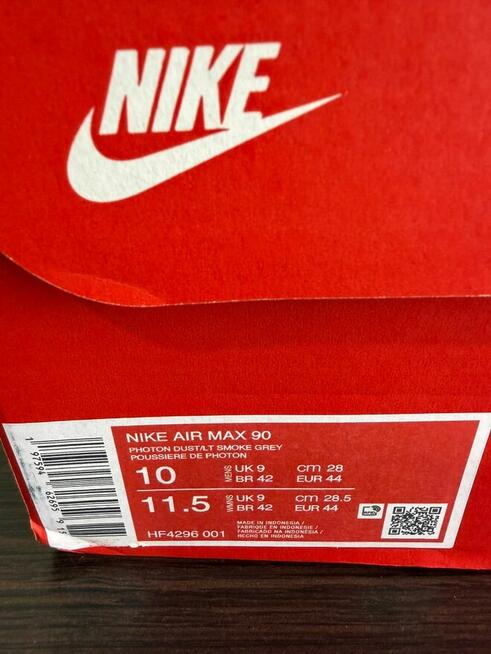 NIKE
NIKE AIR MAX 90
PHOTON DUST/LT SMOKE GREY
POUSSIERE DE PHOTON
10 MENS UK 9 cm 28
BR 42 EUR 44
11.5 WMNS UK 9 cm 28.5
BR 42 EUR 44
HF4296 001
MADE IN INDONESIA/
FABRIQUE EN INDONESIE/
FABRICADO NA INDONESIA/
HECHO EN INDONESIA